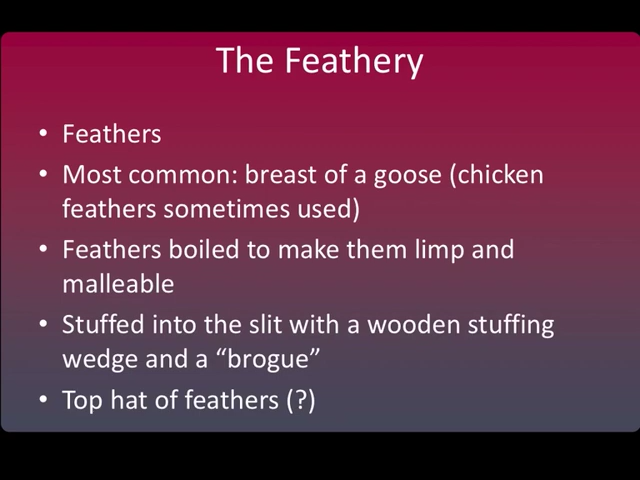 The Feathery
• Feathers
• Most common: breast of a goose (chicken
feathers sometimes used)
• Feathers boiled to make them limp and
malleable
• Stuffed into the slit with a wooden stuffing
wedge and a “brogue”
• Top hat of feathers (?)